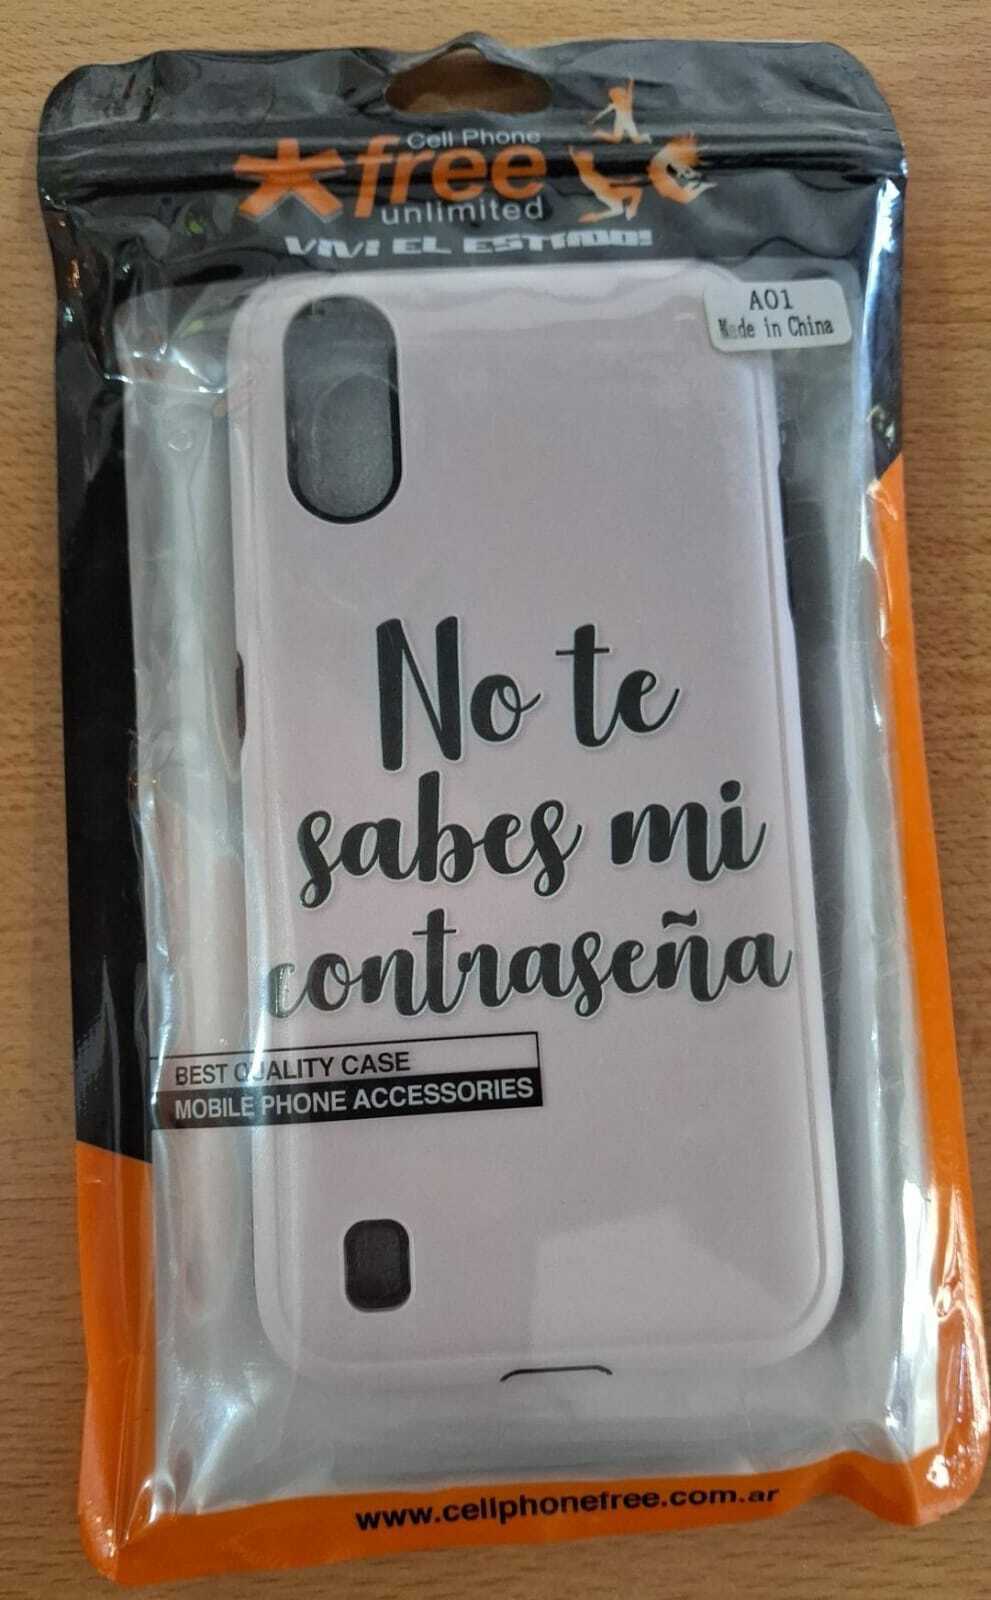 Cell Phone
free
unlimited
VIVI EL ESTILO!
A01
Made in China
No te
sabes mi
contraseña
BEST QUALITY CASE
MOBILE PHONE ACCESSORIES
www.cellphonefree.com.ar